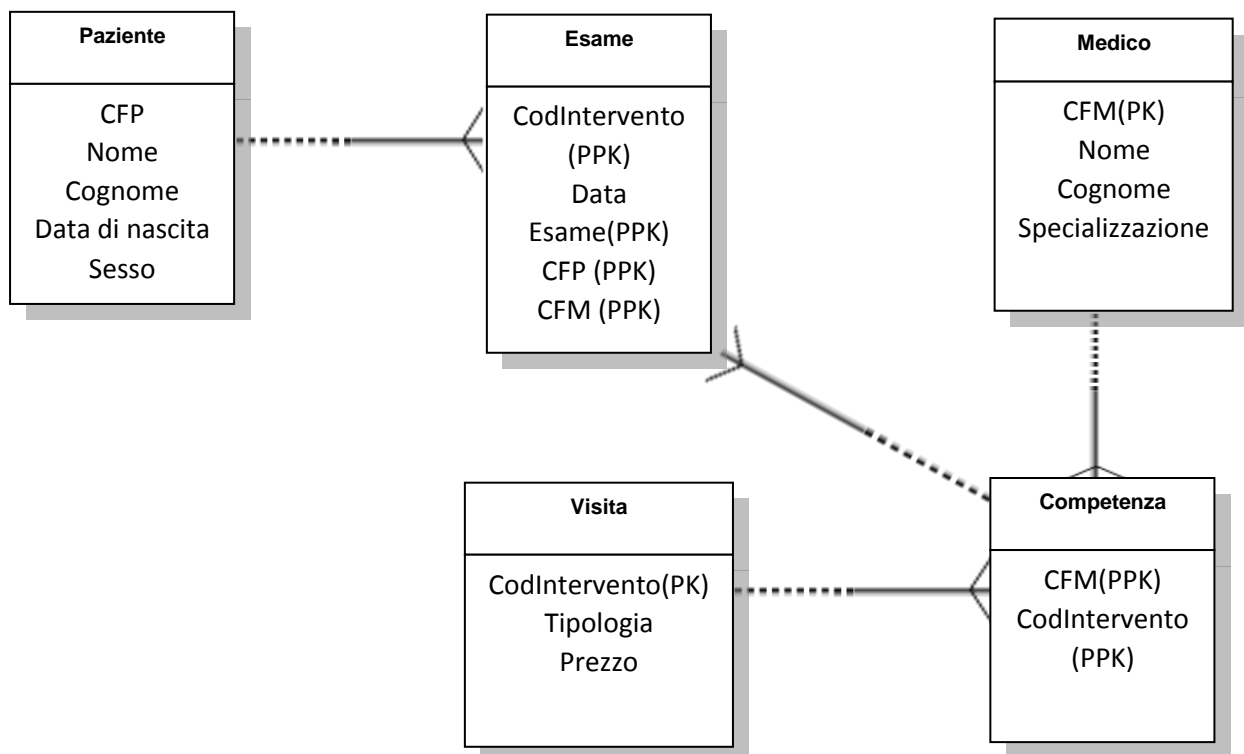 Paziente
CFP
Nome
Cognome
Data di nascita
Sesso
Esame
CodIntervento
(PPK)
Data
Esame(PPK)
CFP (PPK)
CFM (PPK)
Medico
CFM(PK)
Nome
Cognome
Specializzazione
Visita
CodIntervento(PK)
Tipologia
Prezzo
Competenza
CFM(PPK)
CodIntervento
(PPK)